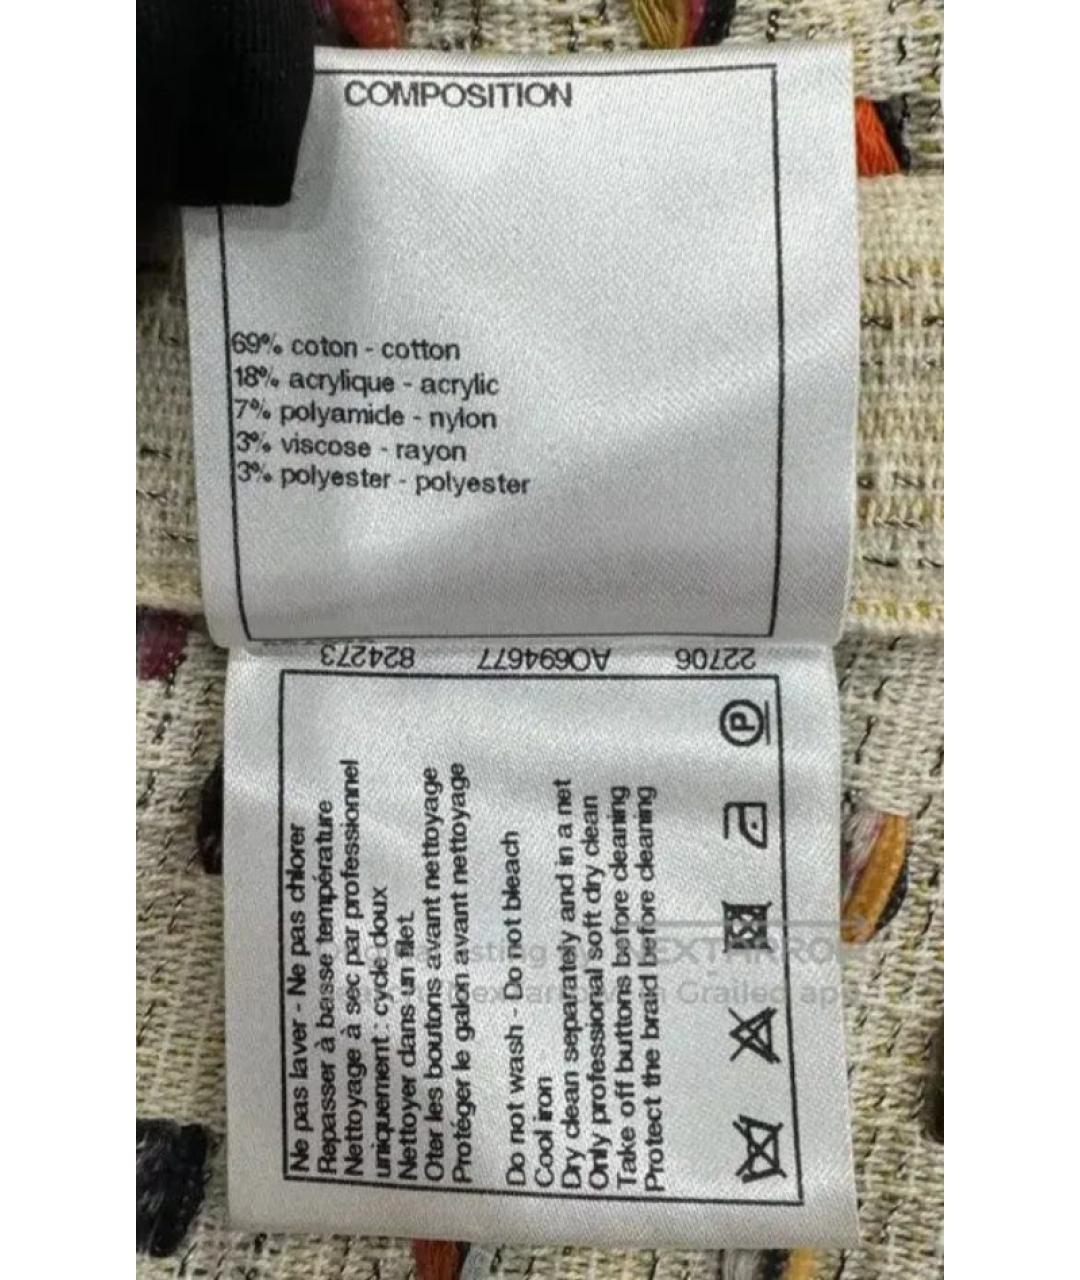 COMPOSITION
69% coton - cotton
18% acrylique - acrylic
7% polyamide - nylon
3% viscose - rayon
3% polyester - polyester
22706 AO694677 824273
Ne pas laver - Ne pas chlorer
Repasser à basse température
Nettoyage à sec par professionnel
uniquement : cycle doux
Nettoyer dans un filet
Oter les boutons avant nettoyage
Protéger le galon avant nettoyage
Do not wash - Do not bleach
Cool iron
Dry clean separately and in a net
Only professional soft dry clean
Take off buttons before cleaning
Protect the braid before cleaning
P